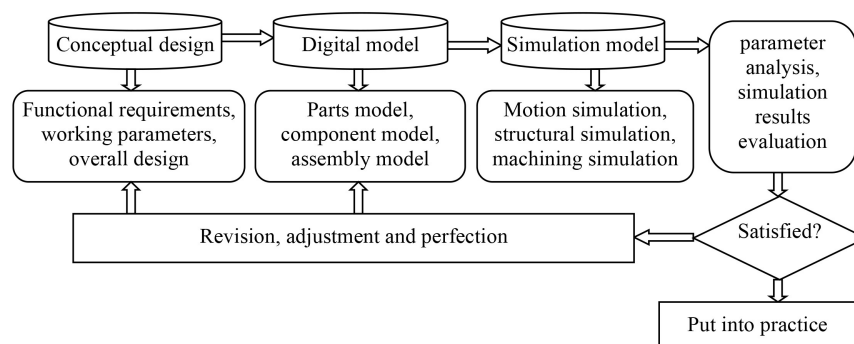 Conceptual design
Digital model
Simulation model
parameter
analysis,
simulation
results
evaluation
Functional requirements,
working parameters,
overall design
Parts model,
component model,
assembly model
Motion simulation,
structural simulation,
machining simulation
Revision, adjustment and perfection
Satisfied?
Put into practice